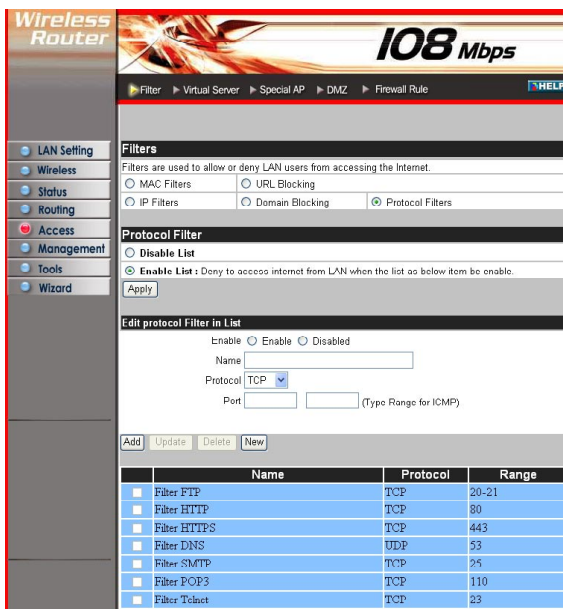 Wireless
Router
108 Mbps
Filter Virtual Server Special AP DMZ Firewall Rule HELP
LAN Setting
Wireless
Status
Routing
Access
Management
Tools
Wizard
Filters
Filters are used to allow or deny LAN users from accessing the Internet.
MAC Filters URL Blocking
IP Filters Domain Blocking Protocol Filters
Protocol Filter
Disable List
Enable List : Deny to access internet from LAN when the list as below item be enable.
Apply
Edit protocol Filter in List
Enable Enable Disabled
Name
Protocol TCP
Port (Type Range for ICMP)
Add Update Delete New
Name Protocol Range
Filter FTP TCP 20-21
Filter HTTP TCP 80
Filter HTTPS TCP 443
Filter DNS UDP 53
Filter SMTP TCP 25
Filter POP3 TCP 110
Filter Telnet TCP 23